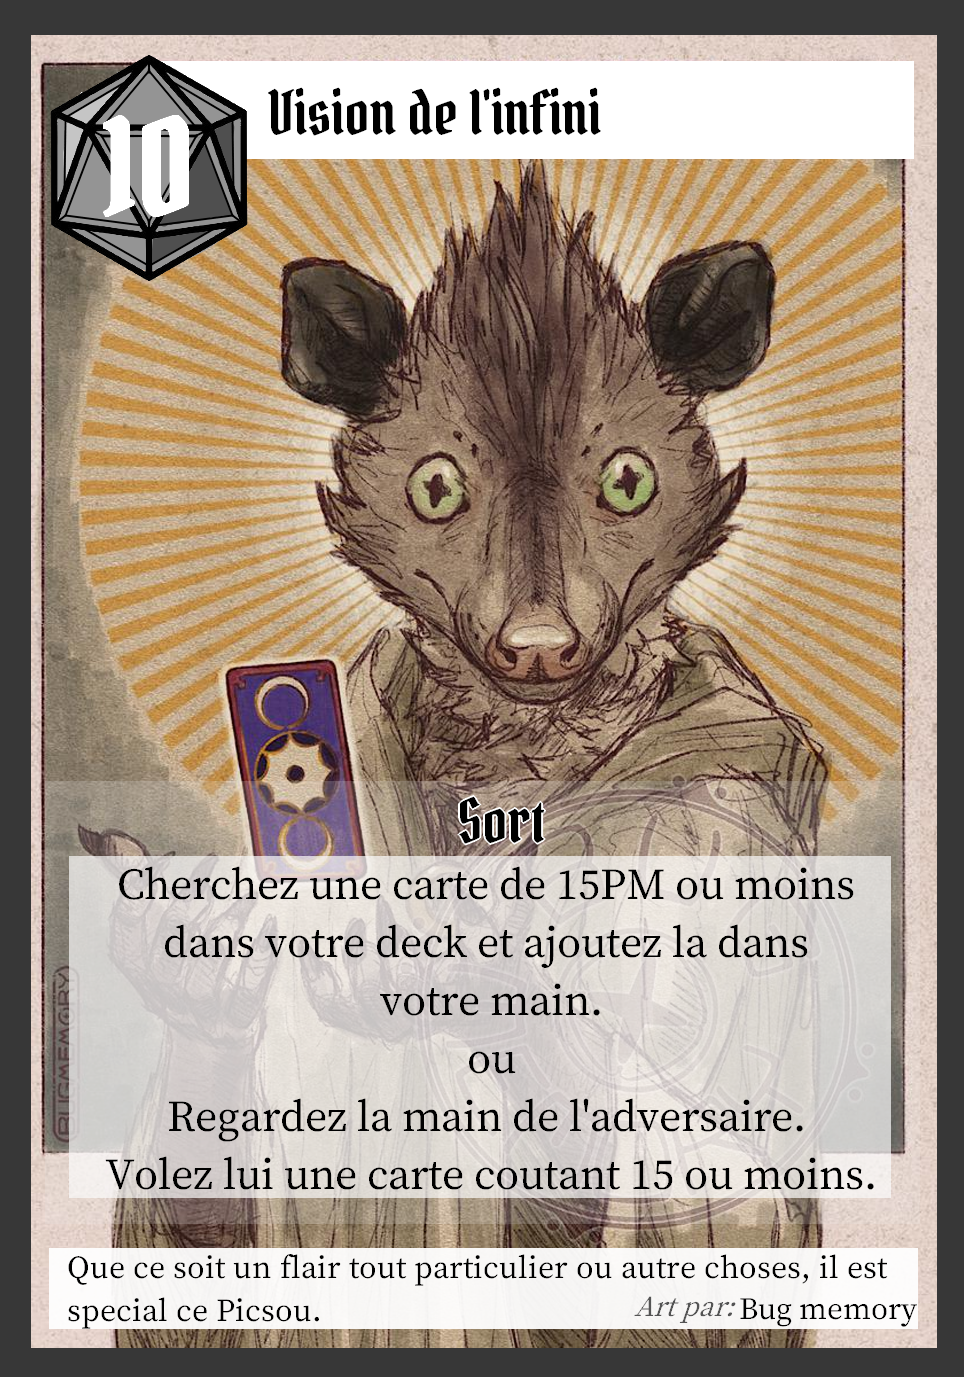 10
Vision de l'infini
Sort
Cherchez une carte de 15PM ou moins
dans votre deck et ajoutez la dans
votre main.
ou
Regardez la main de l'adversaire.
Volez lui une carte coutant 15 ou moins.
BUGMEMORY
Que ce soit un flair tout particulier ou autre choses, il est
special ce Picsou.
Art par: Bug memory